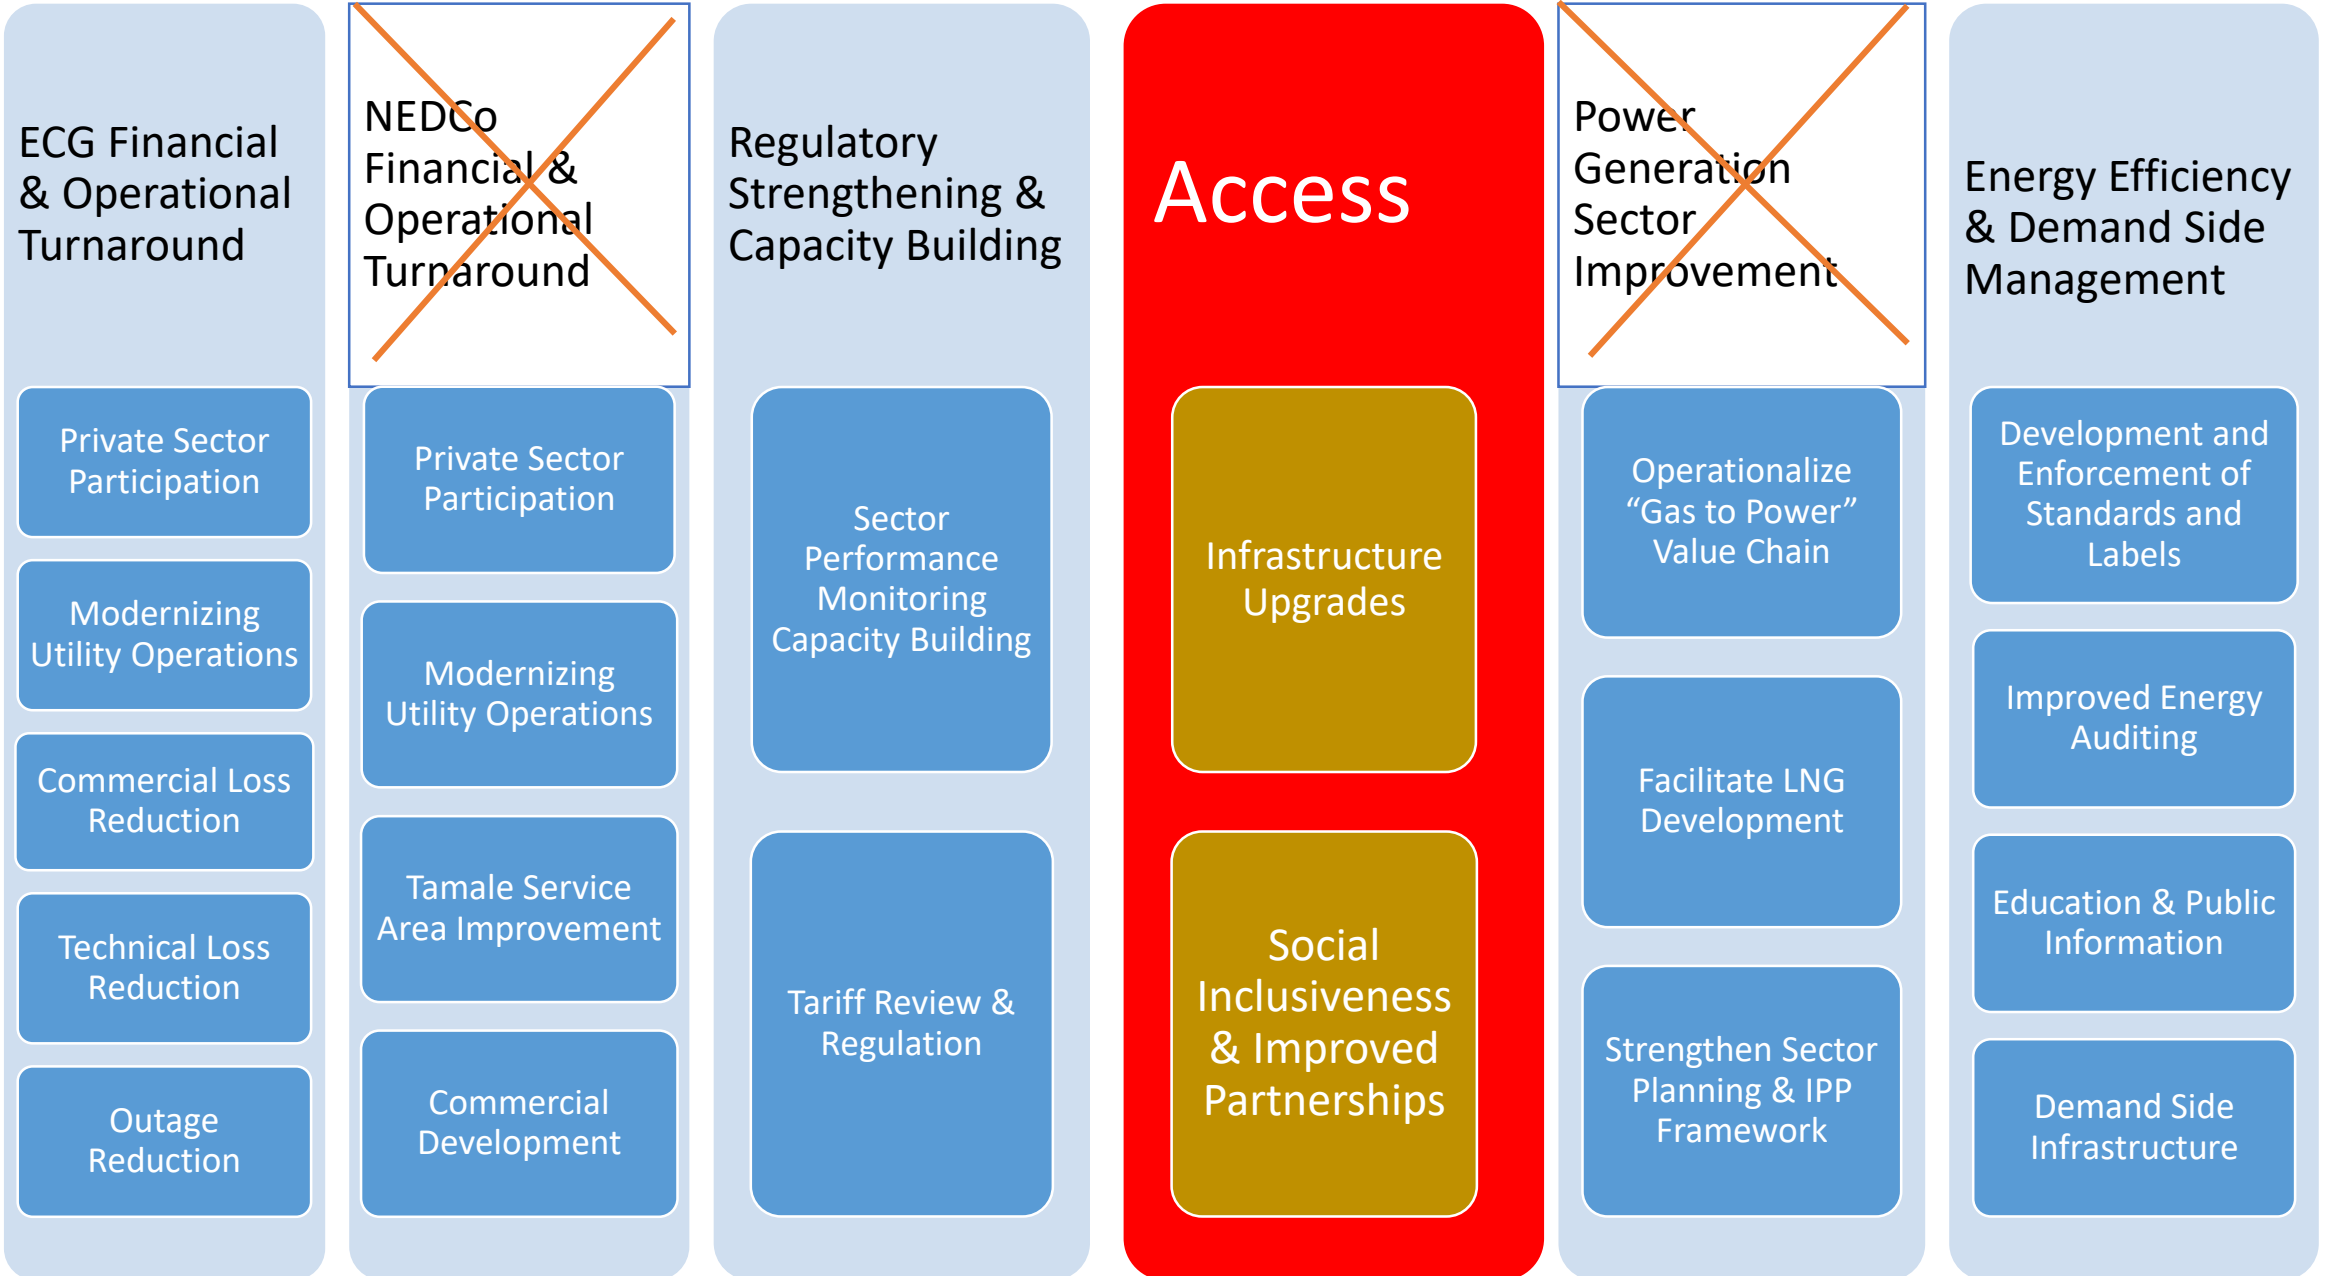 ECG Financial
& Operational
Turnaround
Private Sector
Participation
Modernizing
Utility Operations
Commercial Loss
Reduction
Technical Loss
Reduction
Outage
Reduction
NEDCo
Financial &
Operational
Turnaround
Private Sector
Participation
Modernizing
Utility Operations
Tamale Service
Area Improvement
Commercial
Development
Regulatory
Strengthening &
Capacity Building
Sector
Performance
Monitoring
Capacity Building
Tariff Review &
Regulation
Access
Infrastructure
Upgrades
Social
Inclusiveness
& Improved
Partnerships
Power
Generation
Sector
Improvement
Operationalize
“Gas to Power”
Value Chain
Facilitate LNG
Development
Strengthen Sector
Planning & IPP
Framework
Energy Efficiency
& Demand Side
Management
Development and
Enforcement of
Standards and
Labels
Improved Energy
Auditing
Education & Public
Information
Demand Side
Infrastructure